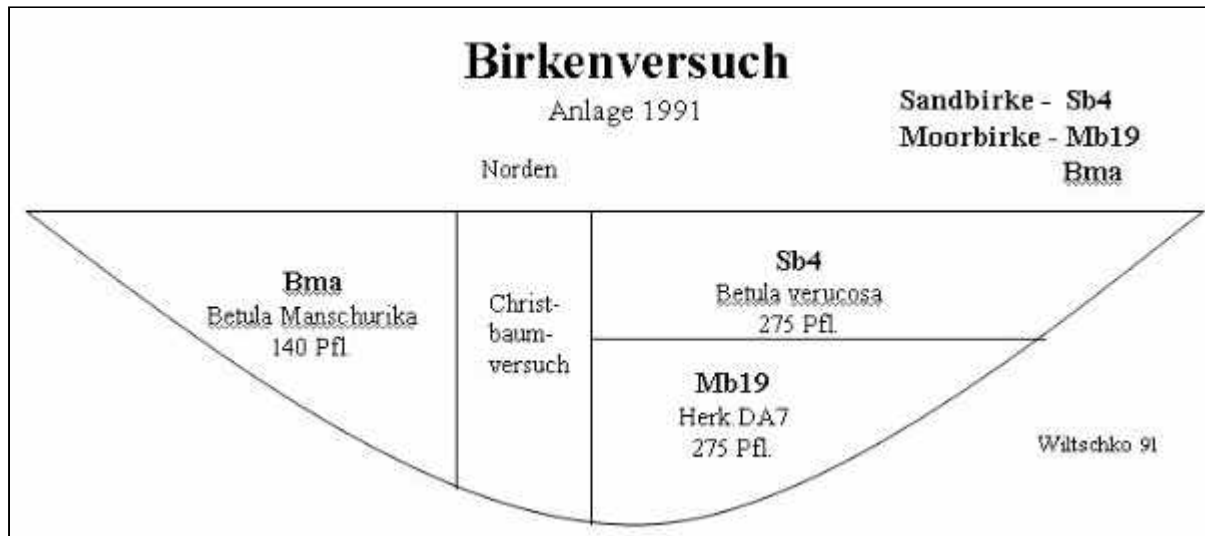 Birkenversuch
Anlage 1991
Sandbirke - Sb4
Moorbirke - Mb19
Bma
Norden
Bma
Betula Manschurika
140 Pfl.
Christ-
baum-
versuch
Sb4
Betula verucosa
275 Pfl.
Mb19
Herk.DA7
275 Pfl.
Wiltschko 91